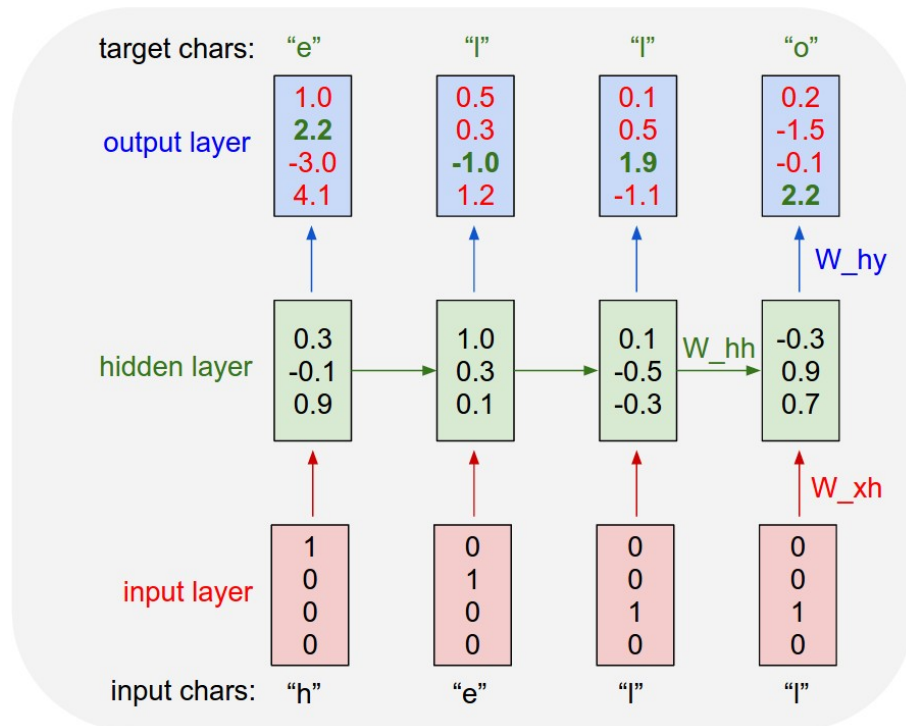 target chars: “e” “l” “l” “o”
1.0 0.5 0.1 0.2
2.2 0.3 0.5 -1.5
output layer
-3.0 -1.0 1.9 -0.1
4.1 1.2 -1.1 2.2
W_hy
0.3 1.0 0.1 -0.3
W_hh
hidden layer -0.1 0.3 -0.5 0.9
0.9 0.1 -0.3 0.7
W_xh
1 0 0 0
0 1 0 0
input layer
0 0 1 1
0 0 0 0
input chars: “h” “e” “l” “l”